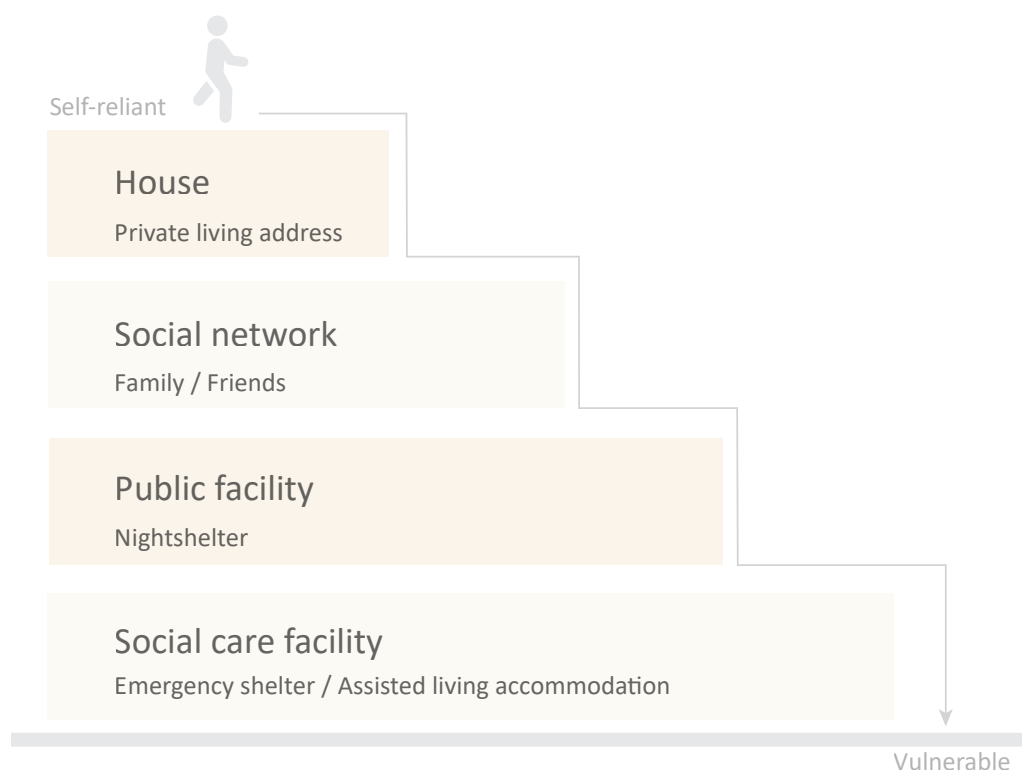 Self-reliant
House
Private living address
Social network
Family / Friends
Public facility
Nightshelter
Social care facility
Emergency shelter / Assisted living accommodation
Vulnerable